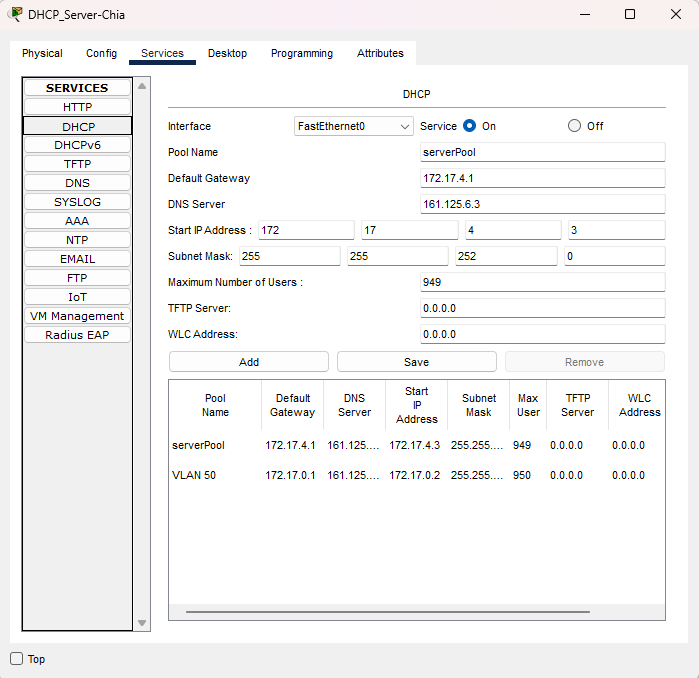 DHCP_Server-Chia
Physical Config Services Desktop Programming Attributes
SERVICES
HTTP
DHCP
DHCPv6
TFTP
DNS
SYSLOG
AAA
NTP
EMAIL
FTP
IoT
VM Management
Radius EAP
DHCP
Interface FastEthernet0 Service On Off
Pool Name serverPool
Default Gateway 172.17.4.1
DNS Server 161.125.6.3
Start IP Address : 172 17 4 3
Subnet Mask: 255 255 252 0
Maximum Number of Users : 949
TFTP Server: 0.0.0.0
WLC Address: 0.0.0.0
Add Save Remove
Pool Name Default Gateway DNS Server Start IP Address Subnet Mask Max User TFTP Server WLC Address
serverPool 172.17.4.1 161.125.... 172.17.4.3 255.255.... 949 0.0.0.0 0.0.0.0
VLAN 50 172.17.0.1 161.125.... 172.17.0.2 255.255.... 950 0.0.0.0 0.0.0.0
Top